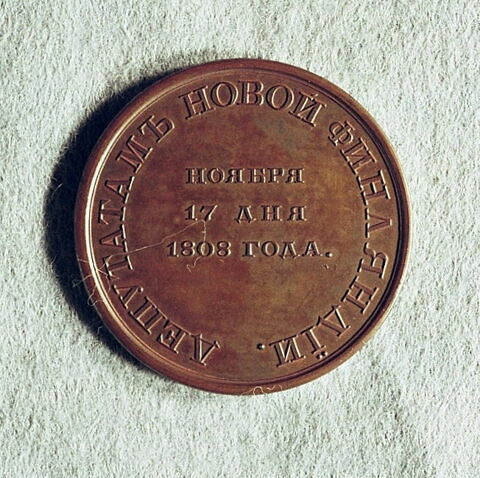 ДЕПУТАТАМЪ НОВОЙ ФИНЛЯНДІИ.
НОЯБРЯ
17 ДНЯ
1808 ГОДА.